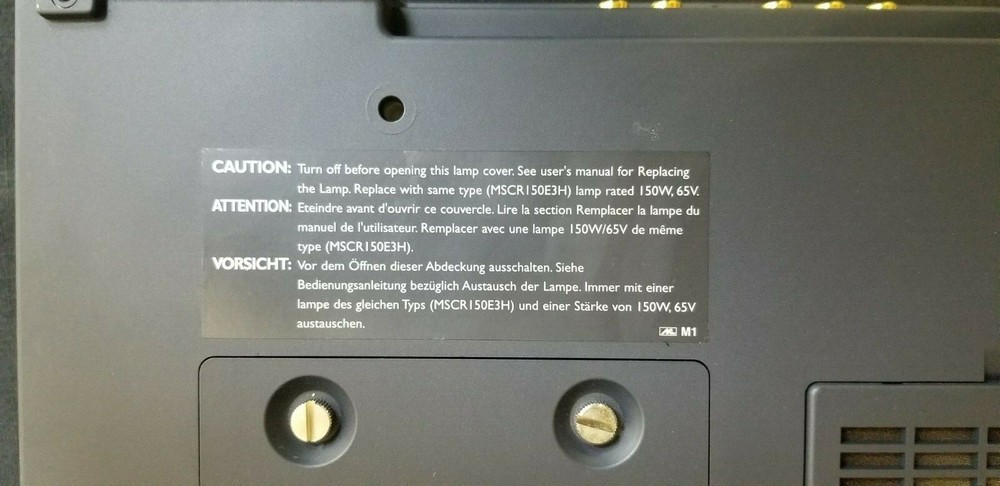 CAUTION: Turn off before opening this lamp cover. See user's manual for Replacing
the Lamp. Replace with same type (MSCR150E3H) lamp rated 150W, 65V.
ATTENTION: Eteindre avant d'ouvrir ce couvercle. Lire la section Remplacer la lampe du
manuel de l'utilisateur. Remplacer avec une lampe 150W/65V de même
type (MSCR150E3H).
VORSICHT: Vor dem Öffnen dieser Abdeckung ausschalten. Siehe
Bedienungsanleitung bezüglich Austausch der Lampe. Immer mit einer
lampe des gleichen Typs (MSCR150E3H) und einer Stärke von 150W, 65V
austauschen.
M1